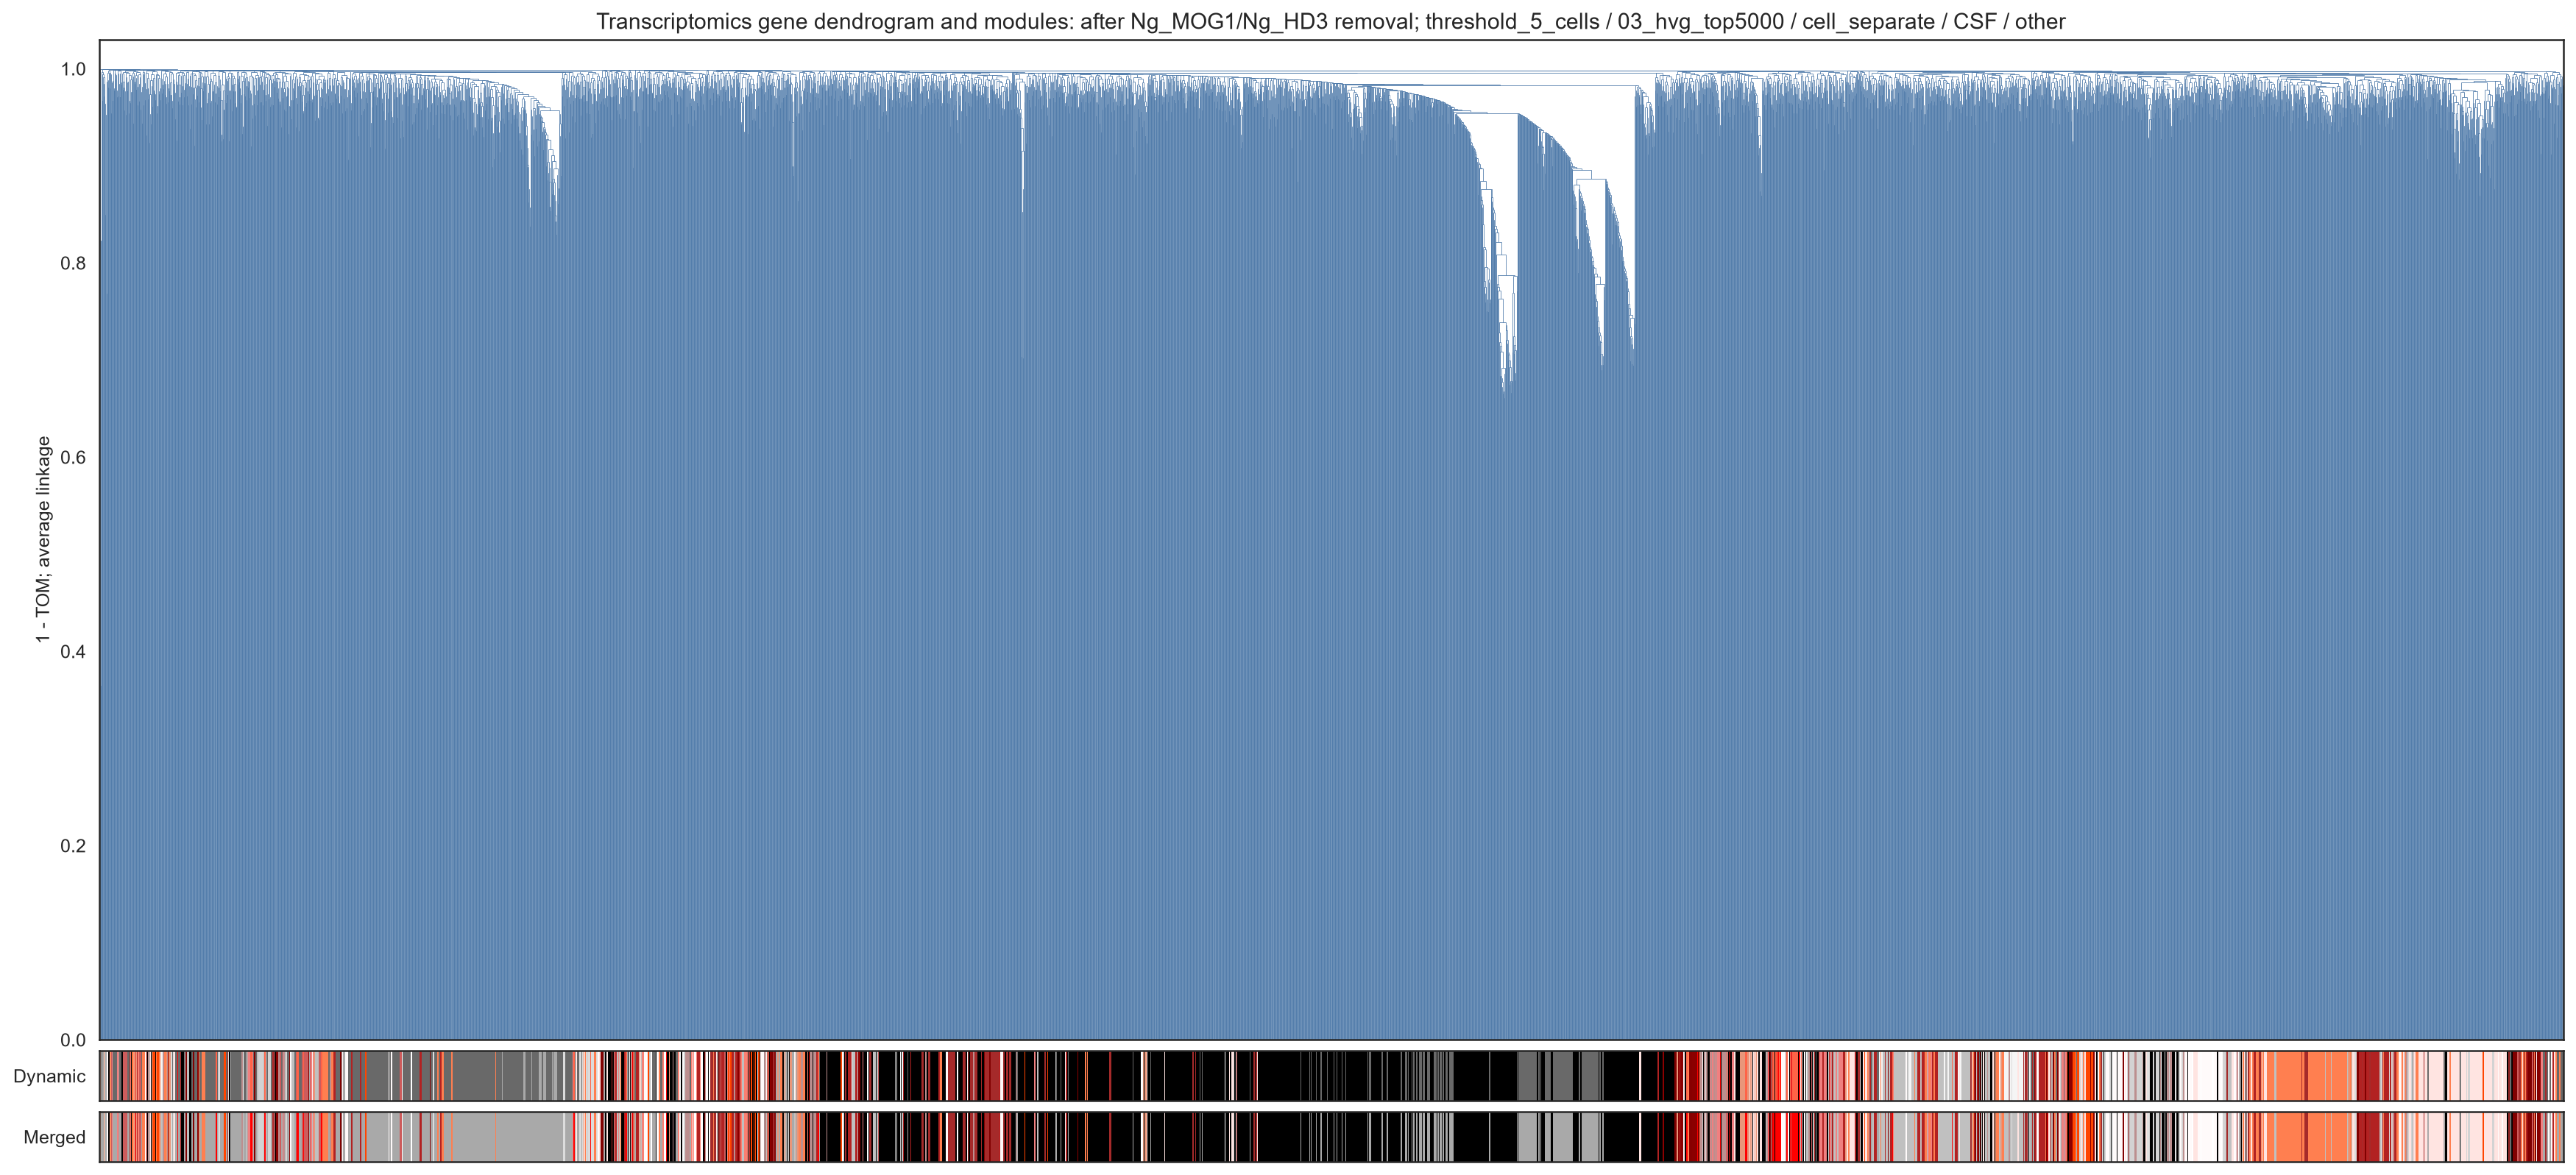 Transcriptomics gene dendrogram and modules: after Ng_MOG1/Ng_HD3 removal; threshold_5_cells / 03_hvg_top5000 / cell_separate / CSF / other
1.0
0.8
0.6
0.4
0.2
0.0
1 - TOM; average linkage
Dynamic
Merged